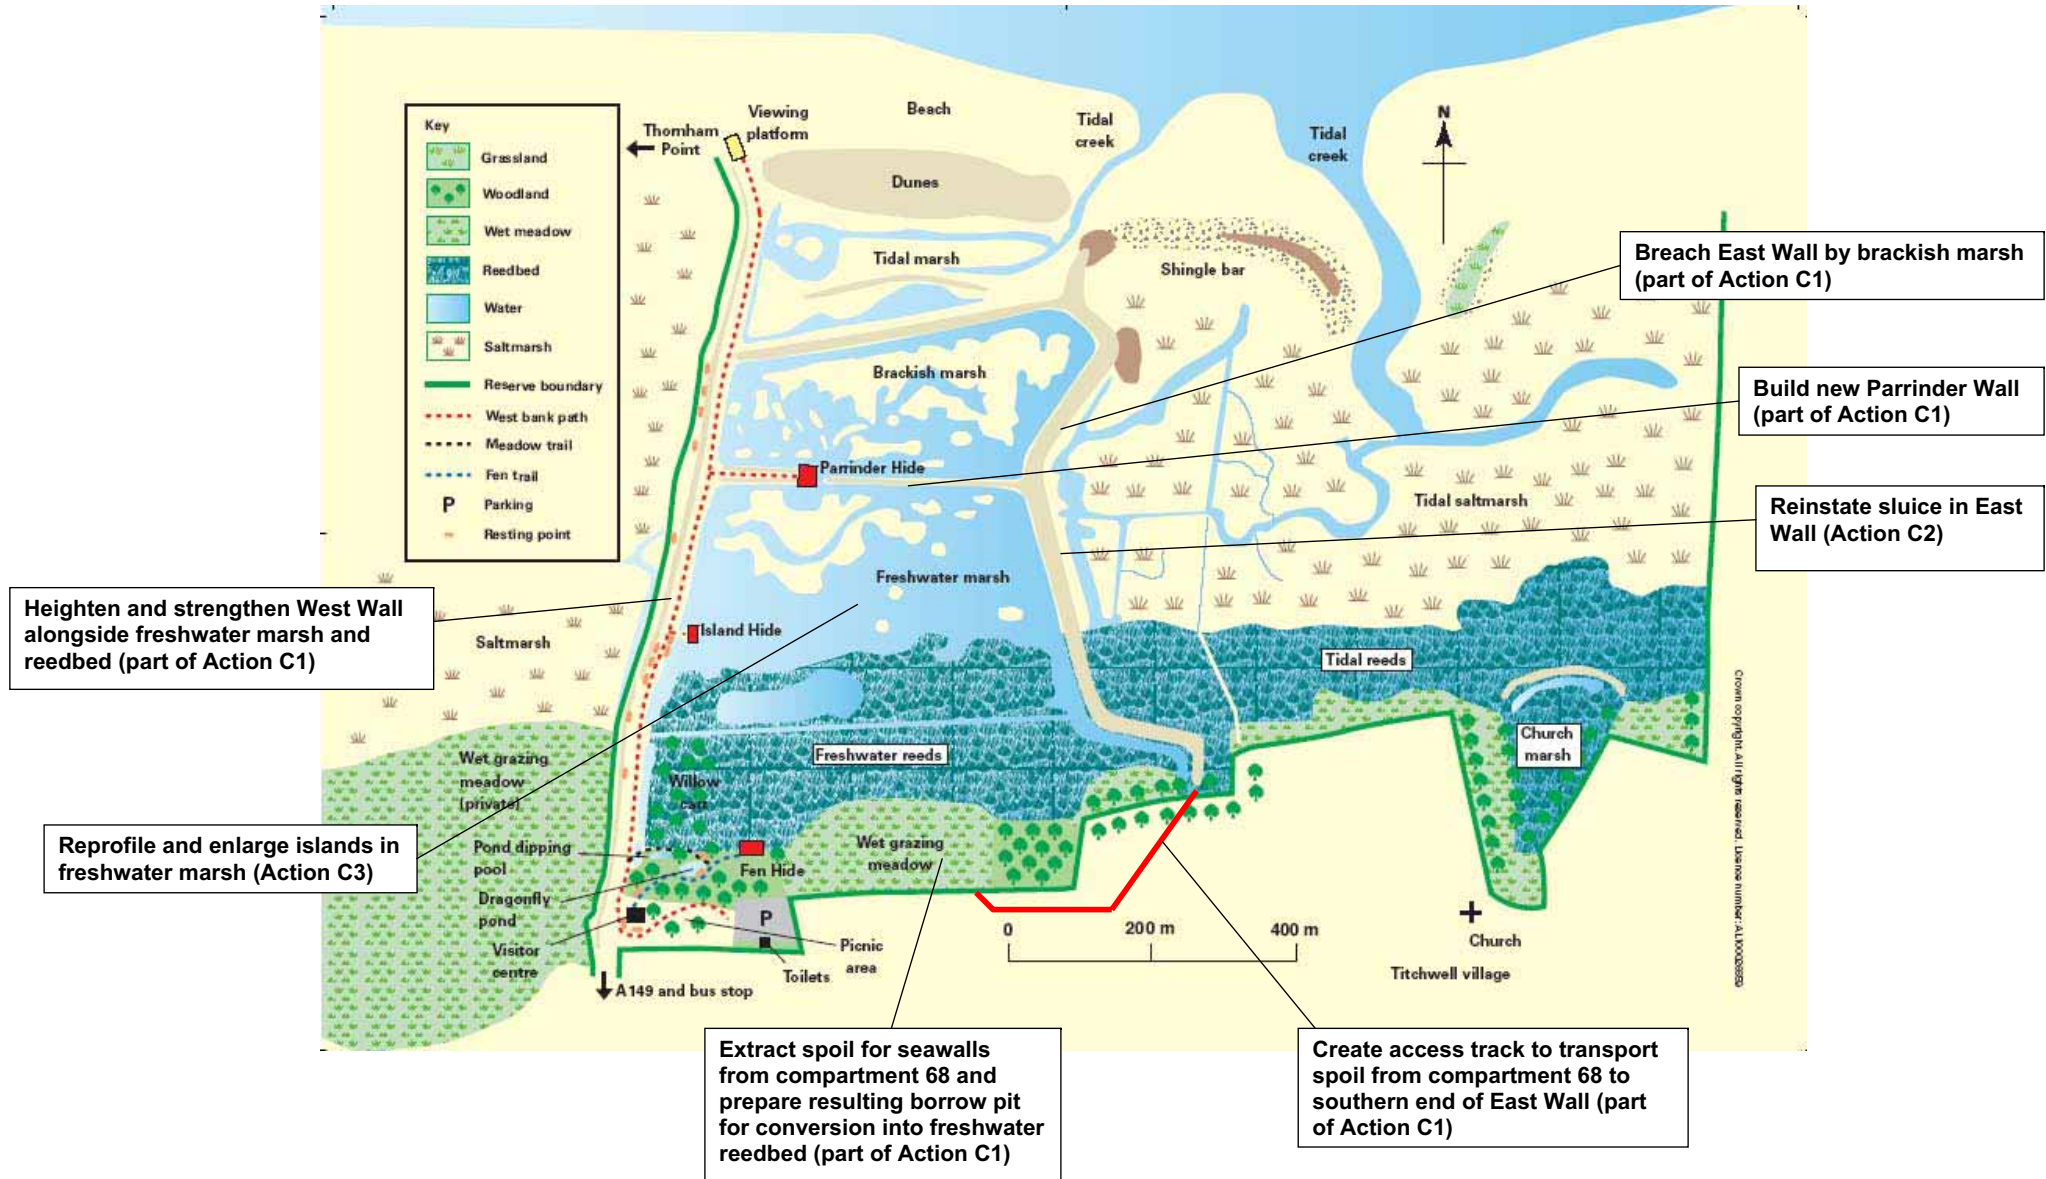 Key
Grassland
Woodland
Wet meadow
Reedbed
Water
Saltmarsh
Reserve boundary
West bank path
Meadow trail
Fen trail
P Parking
Resting point
Thornham
Point
Viewing
platform
Beach
Tidal
creek
Tidal
creek
N
Dunes
Tidal marsh
Shingle bar
Brackish marsh
Parrinder Hide
Tidal saltmarsh
Freshwater marsh
Island Hide
Saltmarsh
Tidal reeds
Church
marsh
Freshwater reeds
Wet grazing
meadow
(private)
Willow
carr
Pond dipping
pool
Fen Hide
Wet grazing
meadow
Dragonfly
pond
P
Visitor
centre
Picnic
area
Toilets
A149 and bus stop
0 200 m 400 m
Church
Titchwell village
Breach East Wall by brackish marsh
(part of Action C1)
Build new Parrinder Wall
(part of Action C1)
Reinstate sluice in East
Wall (Action C2)
Heighten and strengthen West Wall
alongside freshwater marsh and
reedbed (part of Action C1)
Reprofile and enlarge islands in
freshwater marsh (Action C3)
Extract spoil for seawalls
from compartment 68 and
prepare resulting borrow pit
for conversion into freshwater
reedbed (part of Action C1)
Create access track to transport
spoil from compartment 68 to
southern end of East Wall (part
of Action C1)
Crown copyright. All rights reserved. Licence number: